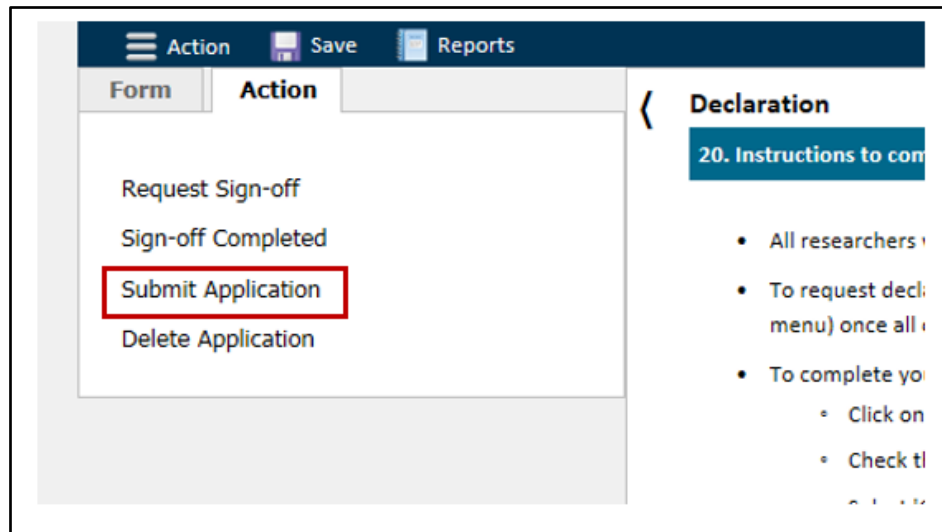 Action Save Reports
Form Action
Request Sign-off
Sign-off Completed
Submit Application
Delete Application
Declaration
20. Instructions to com
All researchers
To request decl
menu) once all
To complete yo
Click on
Check t